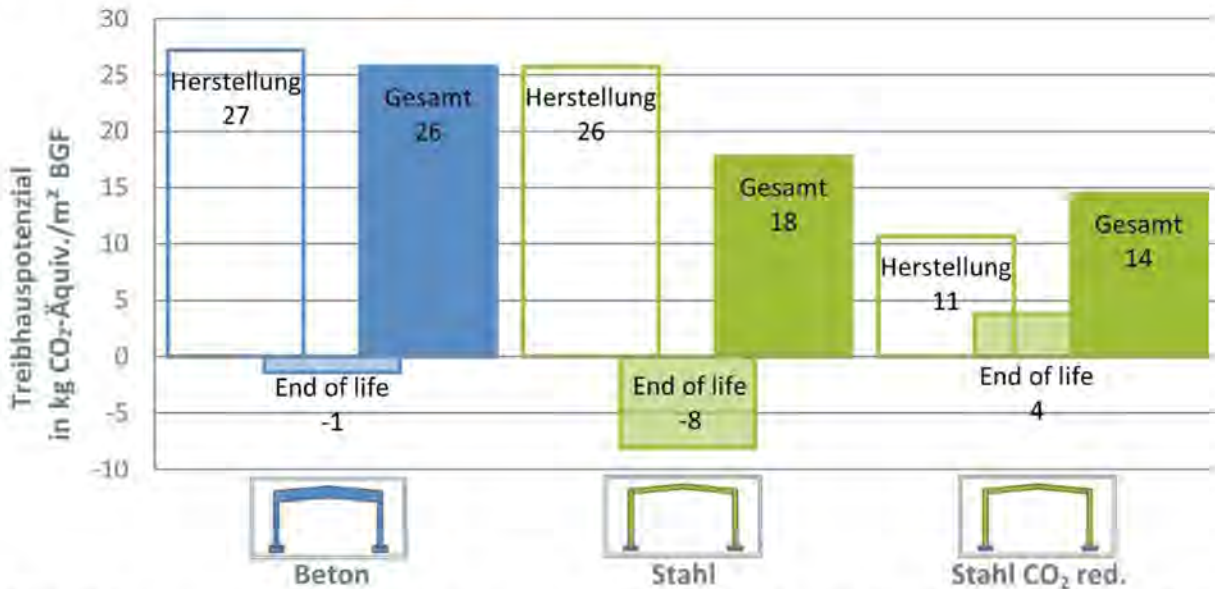 Treibhauspotenzial
in kg CO₂-Äquiv./m² BGF
30
25
20
15
10
5
0
-5
-10
Herstellung
27
Gesamt
26
End of life
-1
Herstellung
26
Gesamt
18
End of life
-8
Herstellung
11
Gesamt
14
End of life
4
Beton
Stahl
Stahl CO₂ red.